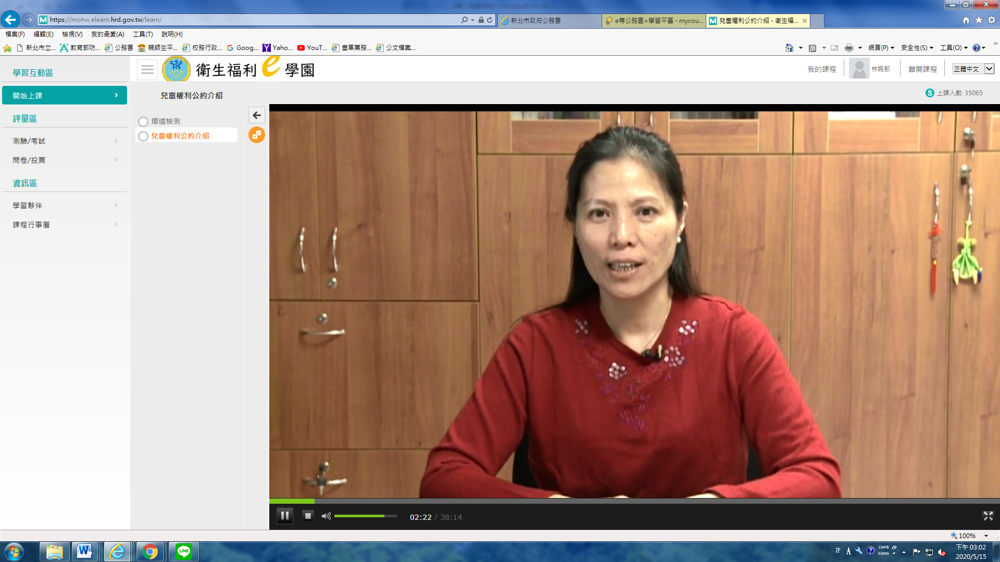 https://mohw.elearn.hrd.gov.tw/learn/
新北市政府公務雲
e等公務園+學習平臺 - mycou...
兒童權利公約介紹 - 衛生福...
檔案(F) 編輯(E) 檢視(V) 我的最愛(A) 工具(T) 說明(H)
新北市立... 教育部防... 公務雲 親師生平... 校務行政... Goog... Yaho... YouT... 童軍業務... 公文檔案...
網頁(P) 安全性(S) 工具(O)
學習互動區
開始上課
評量區
測驗/考試
問卷/投票
資訊區
學習夥伴
課程行事曆
衛生福利e學園
我的課程 林婉郁 離開課程 正體中文
兒童權利公約介紹
S 上課人數: 35065
環境檢測
兒童權利公約介紹
02:22 / 38:14
100%
LINE
JP A CAPS KANA
下午 03:02
2020/5/15